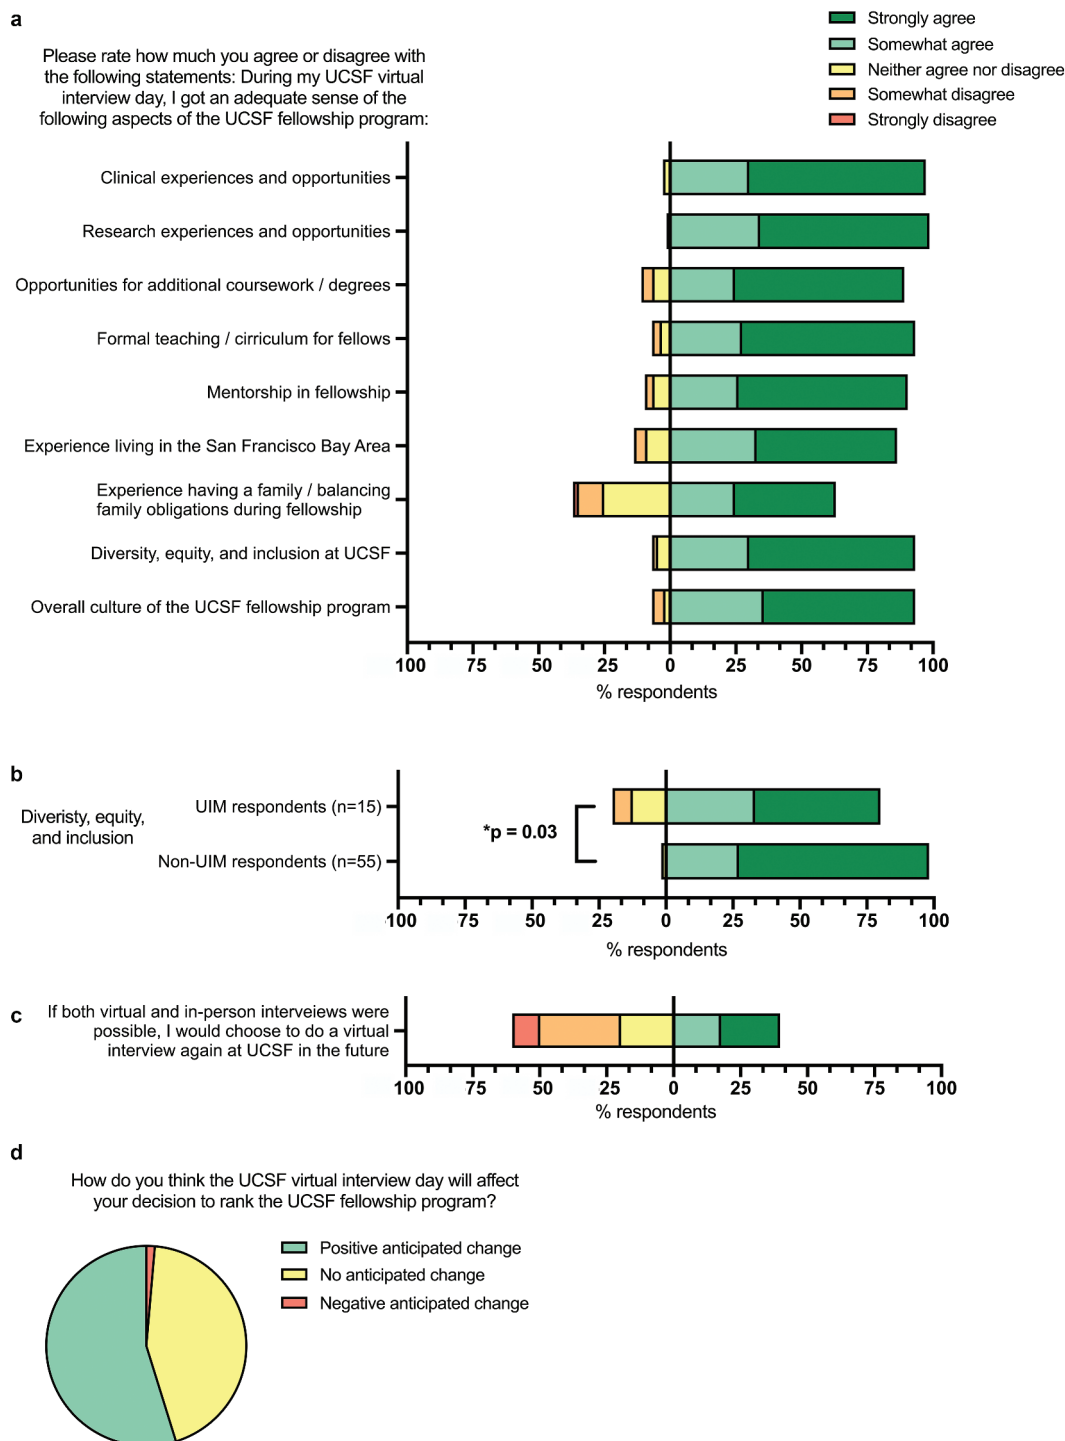 a
Strongly agree
Somewhat agree
Neither agree nor disagree
Somewhat disagree
Strongly disagree
Please rate how much you agree or disagree with
the following statements: During my UCSF virtual
interview day, I got an adequate sense of the
following aspects of the UCSF fellowship program:
Clinical experiences and opportunities
Research experiences and opportunities
Opportunities for additional coursework / degrees
Formal teaching / cirriculum for fellows
Mentorship in fellowship
Experience living in the San Francisco Bay Area
Experience having a family / balancing
family obligations during fellowship
Diversity, equity, and inclusion at UCSF
Overall culture of the UCSF fellowship program
100 75 50 25 0 25 50 75 100
% respondents
b
Diveristy, equity,
and inclusion
UIM respondents (n=15)
*p = 0.03
Non-UIM respondents (n=55)
100 75 50 25 0 25 50 75 100
% respondents
c
If both virtual and in-person interveiews were
possible, I would choose to do a virtual
interview again at UCSF in the future
100 75 50 25 0 25 50 75 100
% respondents
d
How do you think the UCSF virtual interview day will affect
your decision to rank the UCSF fellowship program?
Positive anticipated change
No anticipated change
Negative anticipated change